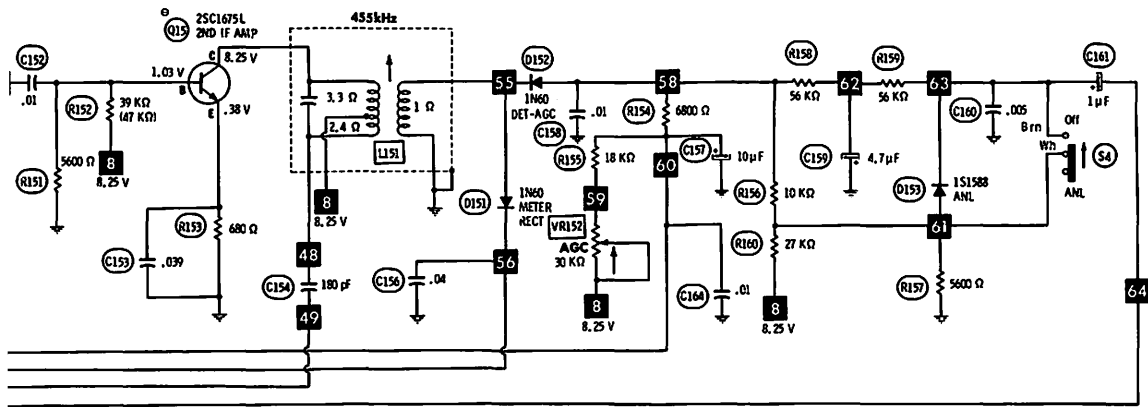 ⊖ 2SC1675L
Q15 2ND IF AMP
455kHz
C
8.25 V
C152
.01
1.03 V
B
E
.38 V
R152
39 KΩ
(47 KΩ)
8
8.25 V
5600 Ω
R151
R153
680 Ω
C153
.039
3.3 Ω
2.4 Ω
1 Ω
L151
8
8.25 V
48
C154
180 pF
49
55
D152
1N60
DET-AGC
D151
1N60
METER
RECT
56
C156
.04
C158
.01
58
R154
6800 Ω
R155
18 KΩ
C157
10µF
60
59
VR152
AGC
30 KΩ
8
8.25 V
C164
.01
R158
56 KΩ
62
R159
56 KΩ
63
C161
1µF
R156
10 KΩ
R160
27 KΩ
8
8.25 V
C159
4.7µF
C160
.005
Off
Brn
Wh
S4
ANL
D153
1S1588
ANL
61
R157
5600 Ω
64